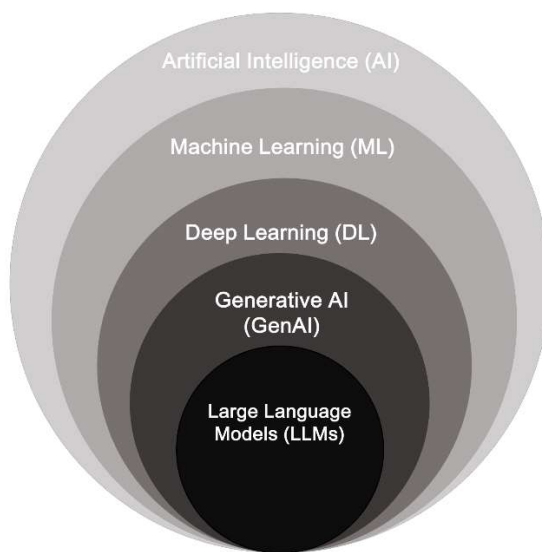 Artificial Intelligence (AI)
Machine Learning (ML)
Deep Learning (DL)
Generative AI
(GenAI)
Large Language
Models (LLMs)